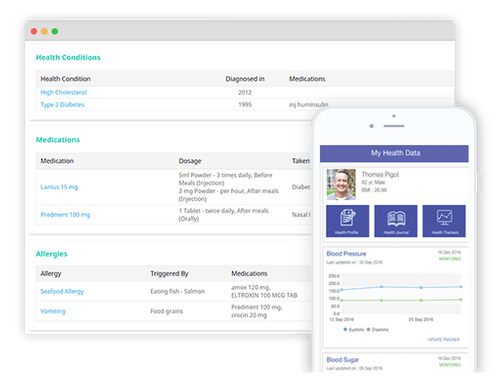 Health Conditions
Health Condition Diagnosed in Medications
High Cholesterol 2012
Type 2 Diabetes 1995 inj huminsulin
Medications
Medication Dosage Taken
Lantus 15 mg
5ml Powder - 3 times daily, Before
Meals (Injection)
2 mg Powder - per hour, After meals
(Injection)
Diabet
Predment 100 mg
1 Tablet - twice daily, After meals
(Orally)
Nasal
Allergies
Allergy Triggered By Medications
Seafood Allergy Eating fish - Salmon
amox 120 mg,
ELTROXIN 100 MCG TAB
Vomiting Food grains
Predment 100 mg,
crocin 20 mg
My Health Data
Thomas Pigot
62 yr, Male
BMI : 26.98
Health Profile Health Journal Health Trackers
Blood Pressure 16 Dec 2016
Last updated on : 30 Sep 2016 MONITORED
250.0
200.0
150.0
100.0
50.0
0.0
12 Sep 2016 25 Sep 2016
Systolic Diastolic
UPDATE TRACKER
Blood Sugar 16 Dec 2016
Last updated on : 05 Sep 2016 MONITORED